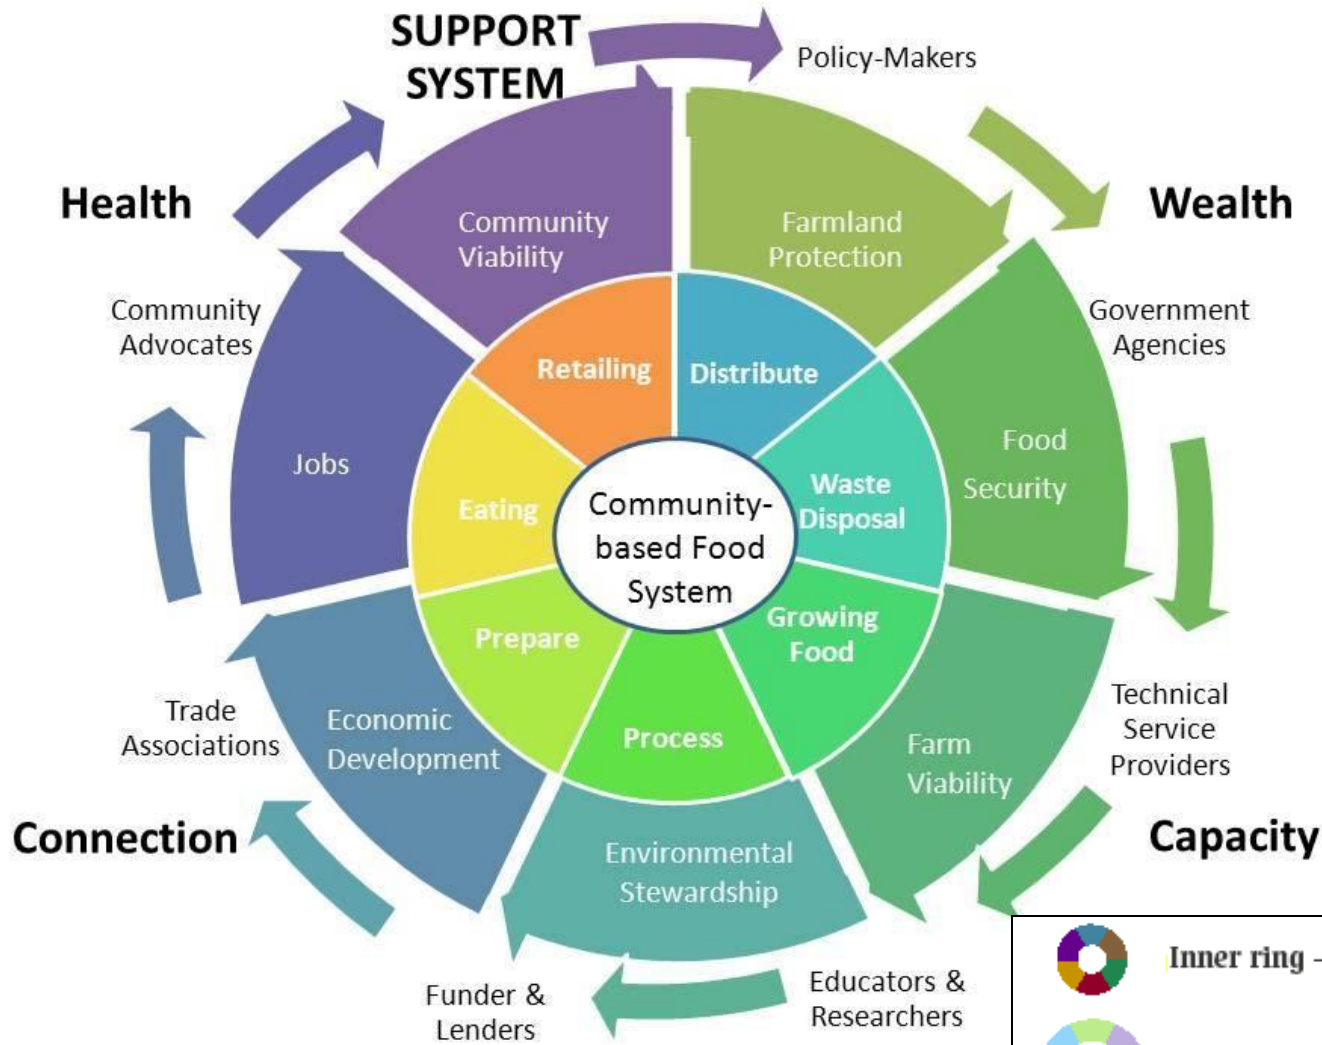 SUPPORT
SYSTEM
Policy-Makers
Health
Wealth
Community
Viability
Farmland
Protection
Community
Advocates
Government
Agencies
Retailing
Distribute
Jobs
Food
Security
Eating
Waste
Disposal
Community-
based Food
System
Prepare
Growing
Food
Process
Trade
Associations
Economic
Development
Farm
Viability
Technical
Service
Providers
Connection
Capacity
Environmental
Stewardship
Funder &
Lenders
Educators &
Researchers
Inner ring -